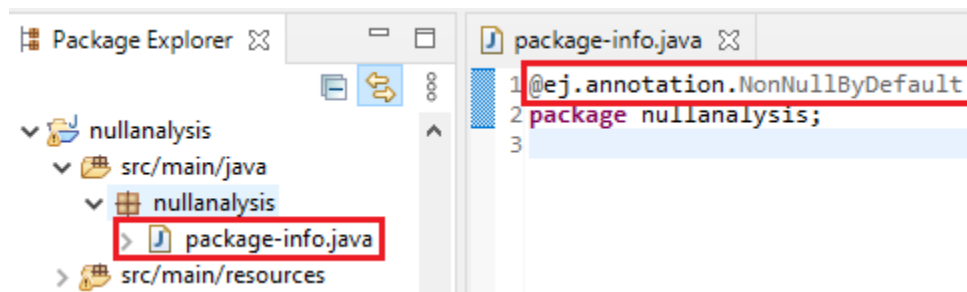 Package Explorer
nullanalysis
src/main/java
nullanalysis
package-info.java
src/main/resources
package-info.java
1 @ej.annotation.NonNullByDefault
2 package nullanalysis;
3